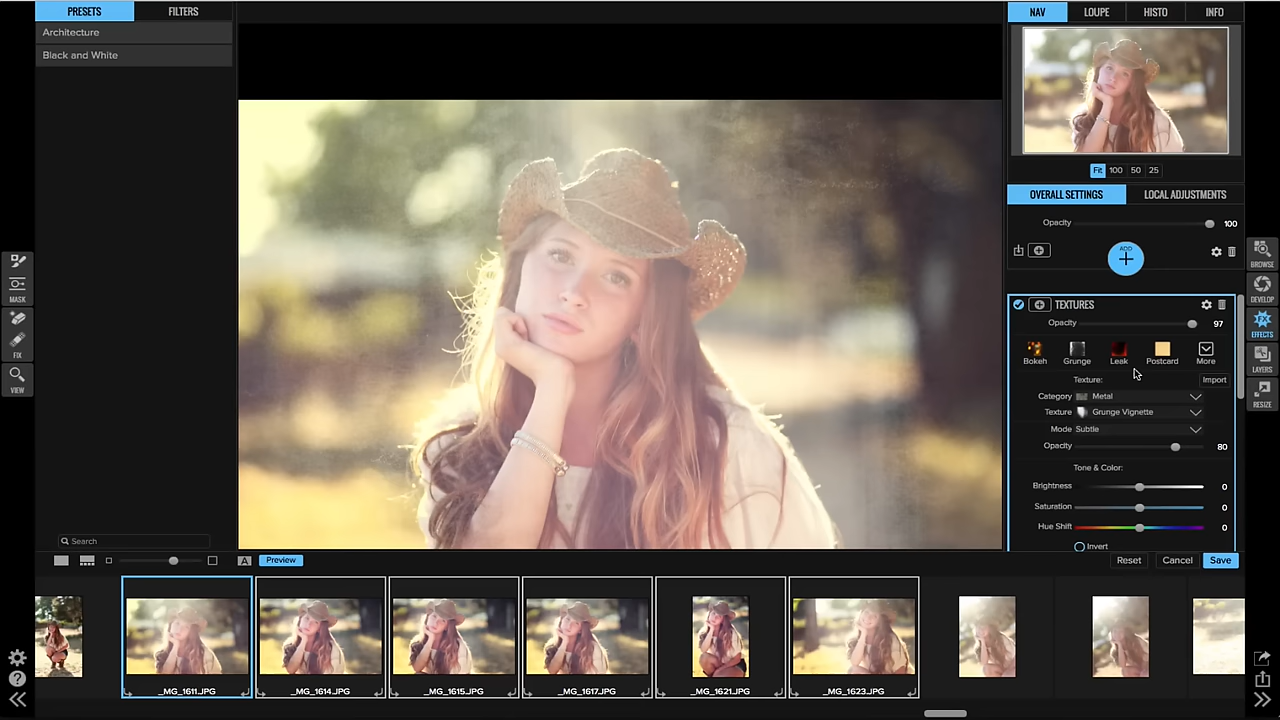 PRESETS FILTERS
Architecture
Black and White
Search
MASK
FIX
VIEW
NAV LOUPE HISTO INFO
Fit 100 50 25
OVERALL SETTINGS LOCAL ADJUSTMENTS
Opacity 100
ADD
TEXTURES
Opacity 97
Bokeh Grunge Leak Postcard More
Texture: Import
Category Metal
Texture Grunge Vignette
Mode Subtle
Opacity 80
Tone & Color:
Brightness 0
Saturation 0
Hue Shift 0
Invert
BROWSE
DEVELOP
FX
EFFECTS
LAYERS
RESIZE
A Preview Reset Cancel Save
_MG_1611.JPG _MG_1614.JPG _MG_1615.JPG _MG_1617.JPG _MG_1621.JPG _MG_1623.JPG